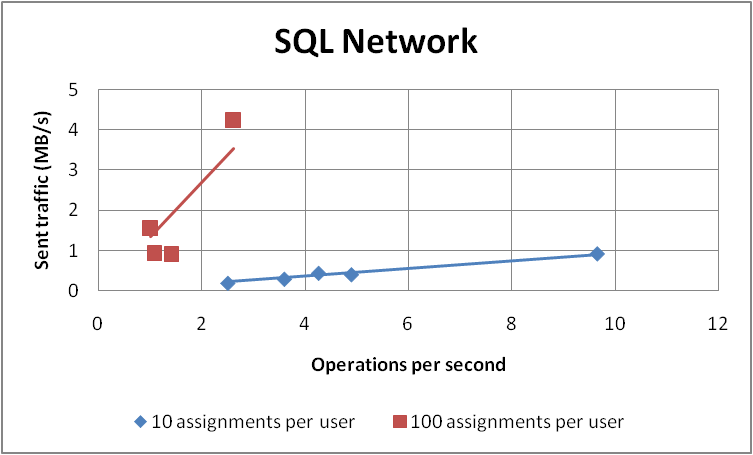 SQL Network
Sent traffic (MB/s)
5
4
3
2
1
0
0 2 4 6 8 10 12
Operations per second
10 assignments per user 100 assignments per user